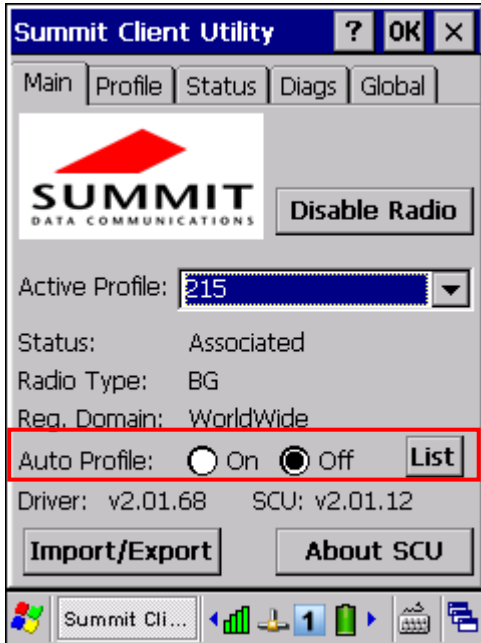 Summit Client Utility ? OK ×
Main Profile Status Diags Global
SUMMIT
DATA COMMUNICATIONS
Disable Radio
Active Profile: 215
Status: Associated
Radio Type: BG
Reg. Domain: WorldWide
Auto Profile: On Off List
Driver: v2.01.68 SCU: v2.01.12
Import/Export About SCU
Summit Cli... 1